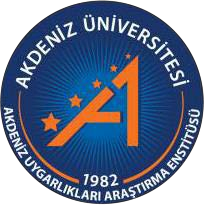 AKDENİZ ÜNİVERSİTESİ
1982
AKDENİZ UYGARLIKLARI ARAŞTIRMA ENSTİTÜSÜ